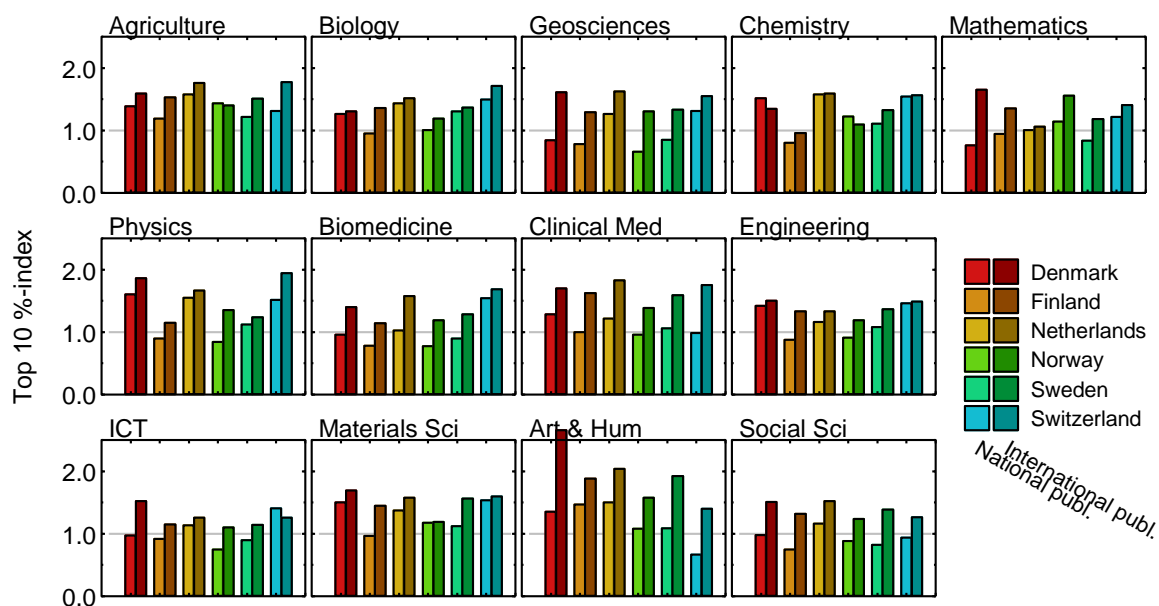 Agriculture
Biology
Geosciences
Chemistry
Mathematics
2.0
1.0
0.0
Physics
Biomedicine
Clinical Med
Engineering
2.0
1.0
0.0
Top 10 %-index
Denmark
Finland
Netherlands
Norway
Sweden
Switzerland
International publ.
National publ.
ICT
Materials Sci
Art & Hum
Social Sci
2.0
1.0
0.0